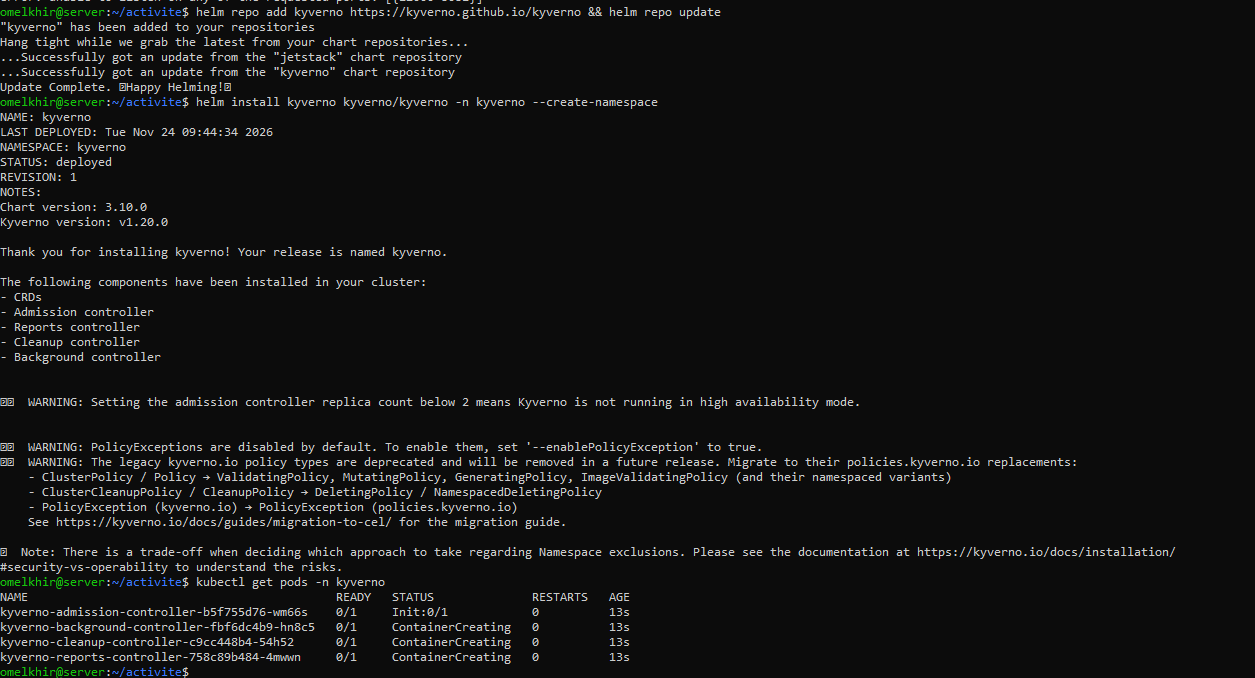 omelkhir@server:~/activite$ helm repo add kyverno https://kyverno.github.io/kyverno && helm repo update
"kyverno" has been added to your repositories
Hang tight while we grab the latest from your chart repositories...
...Successfully got an update from the "jetstack" chart repository
...Successfully got an update from the "kyverno" chart repository
Update Complete. ⍰Happy Helming!⍰
omelkhir@server:~/activite$ helm install kyverno kyverno/kyverno -n kyverno --create-namespace
NAME: kyverno
LAST DEPLOYED: Tue Nov 24 09:44:34 2026
NAMESPACE: kyverno
STATUS: deployed
REVISION: 1
NOTES:
Chart version: 3.10.0
Kyverno version: v1.20.0
Thank you for installing kyverno! Your release is named kyverno.
The following components have been installed in your cluster:
- CRDs
- Admission controller
- Reports controller
- Cleanup controller
- Background controller
⍰⍰  WARNING: Setting the admission controller replica count below 2 means Kyverno is not running in high availability mode.
⍰⍰  WARNING: PolicyExceptions are disabled by default. To enable them, set '--enablePolicyException' to true.
⍰⍰  WARNING: The legacy kyverno.io policy types are deprecated and will be removed in a future release. Migrate to their policies.kyverno.io replacements:
    - ClusterPolicy / Policy → ValidatingPolicy, MutatingPolicy, GeneratingPolicy, ImageValidatingPolicy (and their namespaced variants)
    - ClusterCleanupPolicy / CleanupPolicy → DeletingPolicy / NamespacedDeletingPolicy
    - PolicyException (kyverno.io) → PolicyException (policies.kyverno.io)
    See https://kyverno.io/docs/guides/migration-to-cel/ for the migration guide.
⍰  Note: There is a trade-off when deciding which approach to take regarding Namespace exclusions. Please see the documentation at https://kyverno.io/docs/installation/
#security-vs-operability to understand the risks.
omelkhir@server:~/activite$ kubectl get pods -n kyverno
NAME                                            READY   STATUS              RESTARTS   AGE
kyverno-admission-controller-b5f755d76-wm66s    0/1     Init:0/1            0          13s
kyverno-background-controller-fbf6dc4b9-hn8c5   0/1     ContainerCreating   0          13s
kyverno-cleanup-controller-c9cc448b4-54h52      0/1     ContainerCreating   0          13s
kyverno-reports-controller-758c89b484-4mwwn     0/1     ContainerCreating   0          13s
omelkhir@server:~/activite$